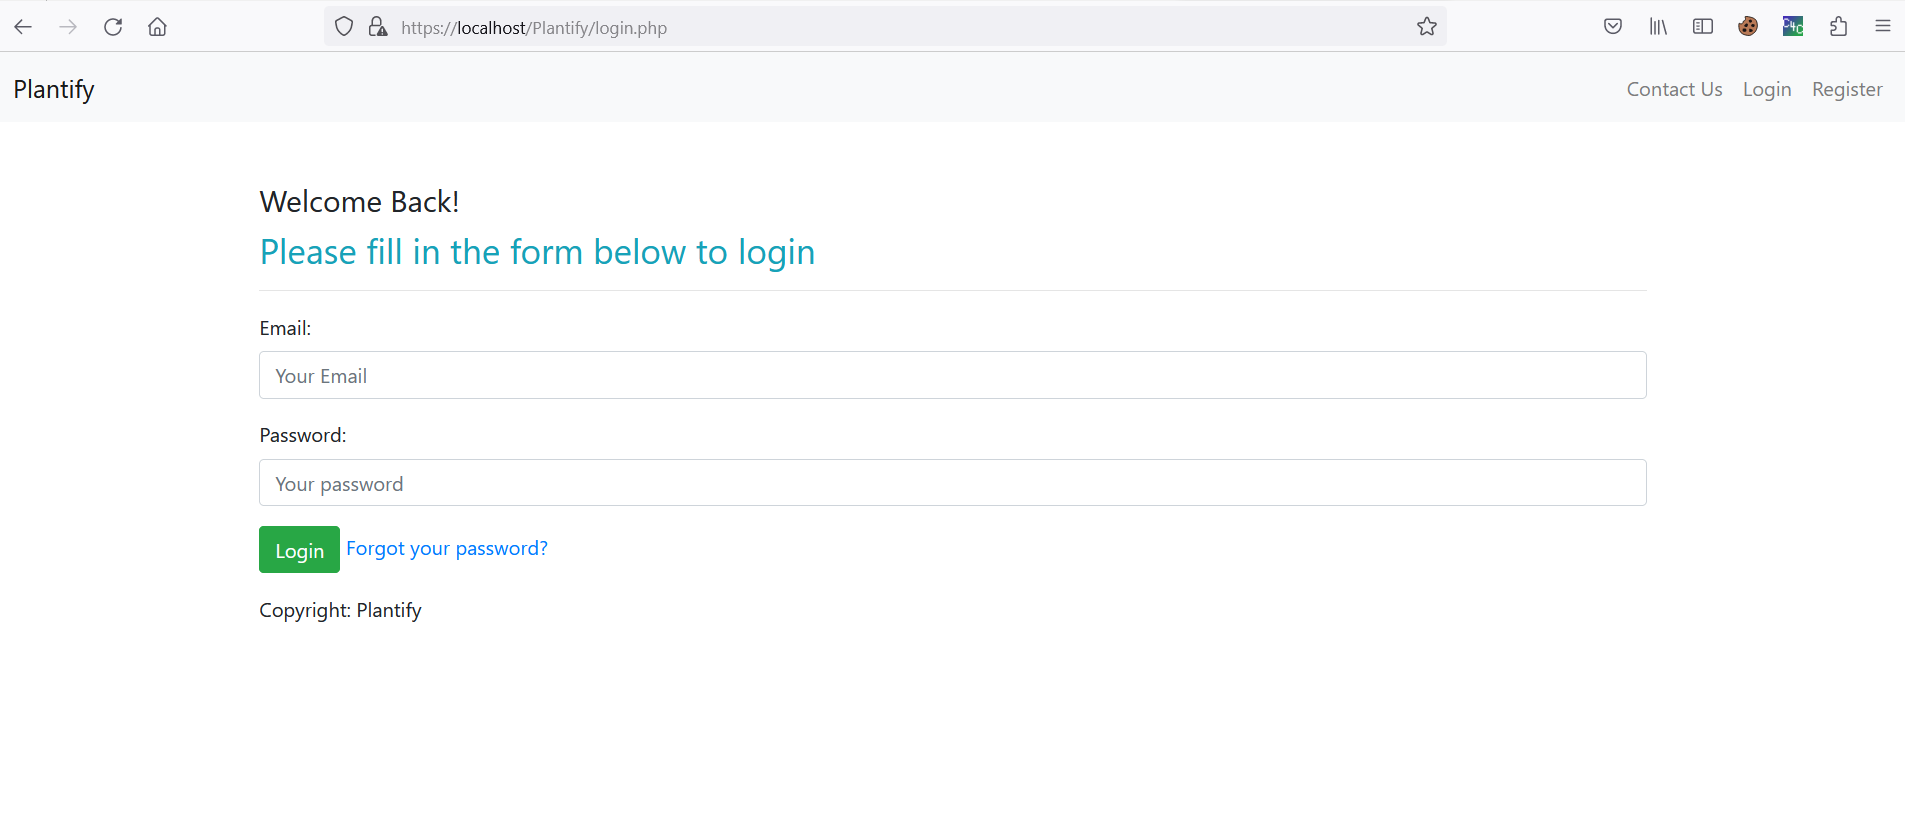 https://localhost/Plantify/login.php
C4C
Plantify
Contact Us Login Register
Welcome Back!
Please fill in the form below to login
Email:
Your Email
Password:
Your password
Login Forgot your password?
Copyright: Plantify